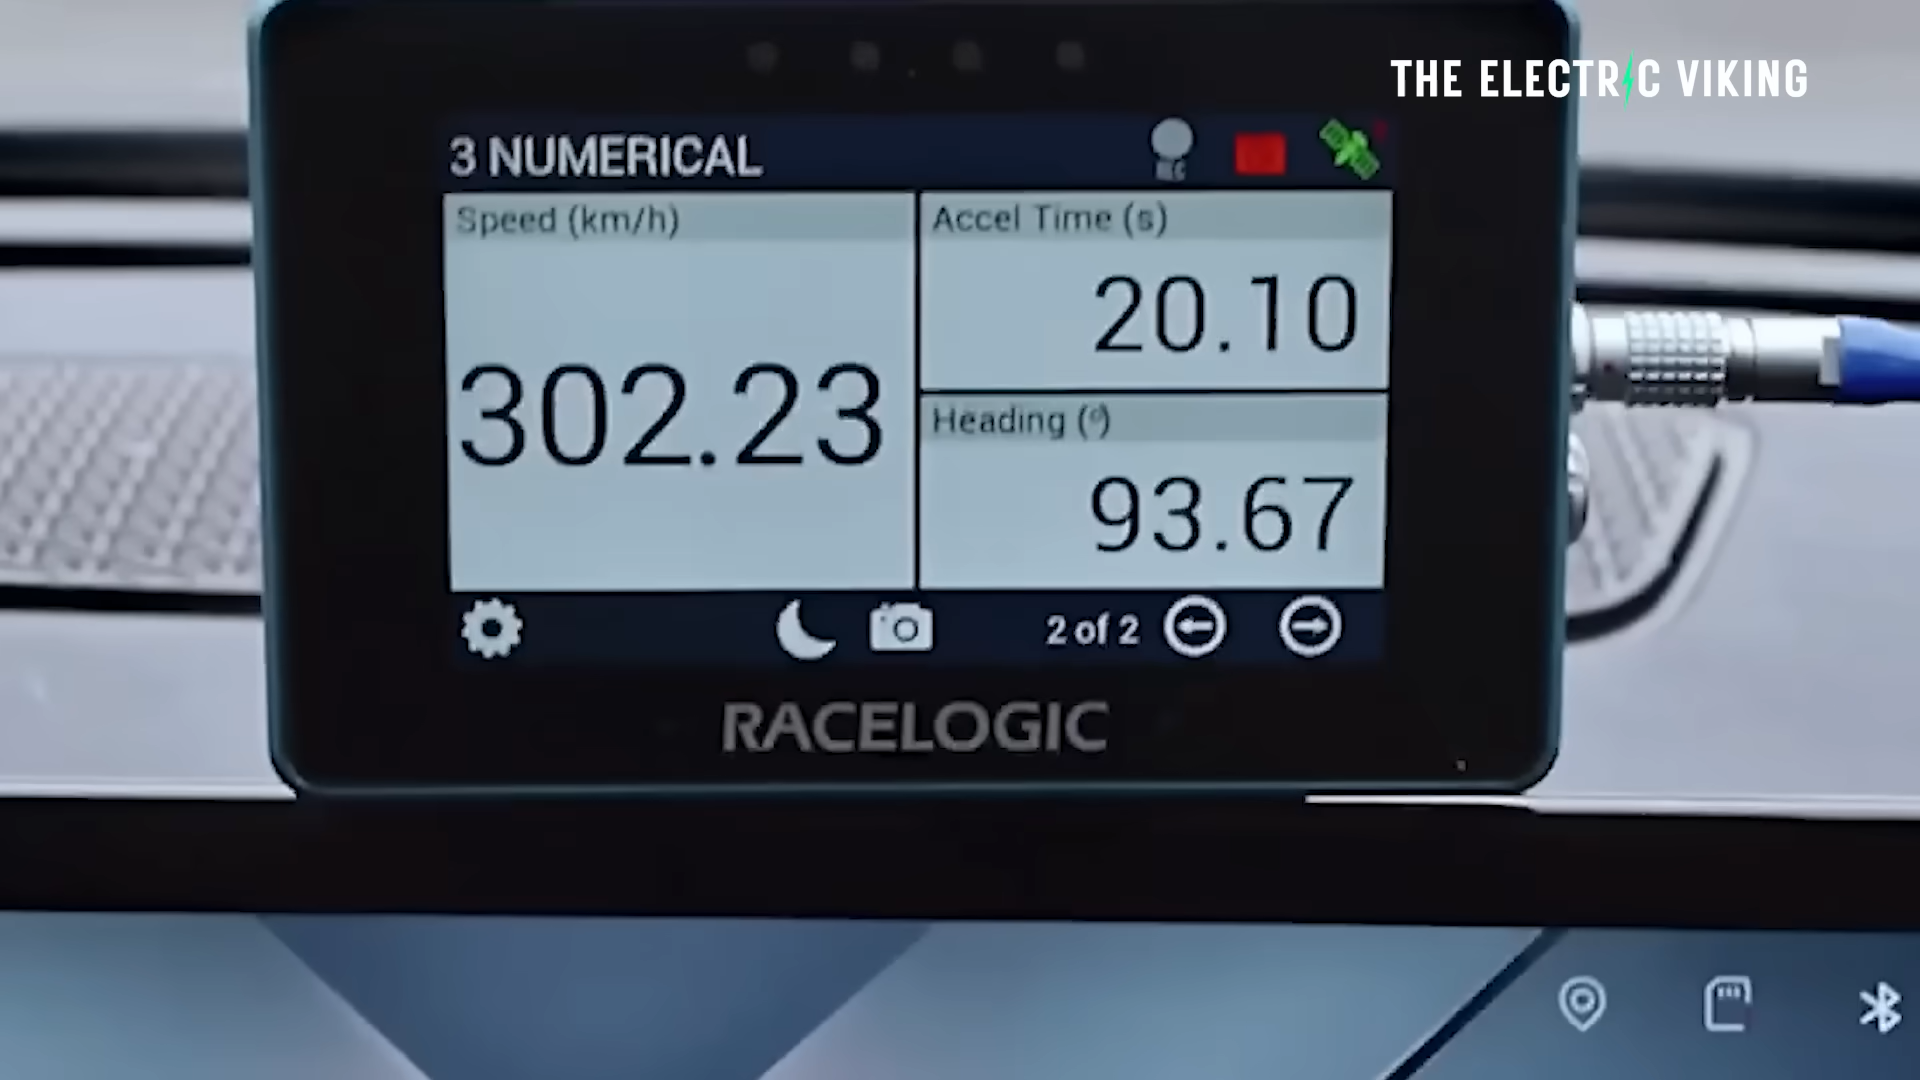 THE ELECTRIC VIKING
3 NUMERICAL
REC
Speed (km/h)
302.23
Accel Time (s)
20.10
Heading (º)
93.67
2 of 2
RACELOGIC